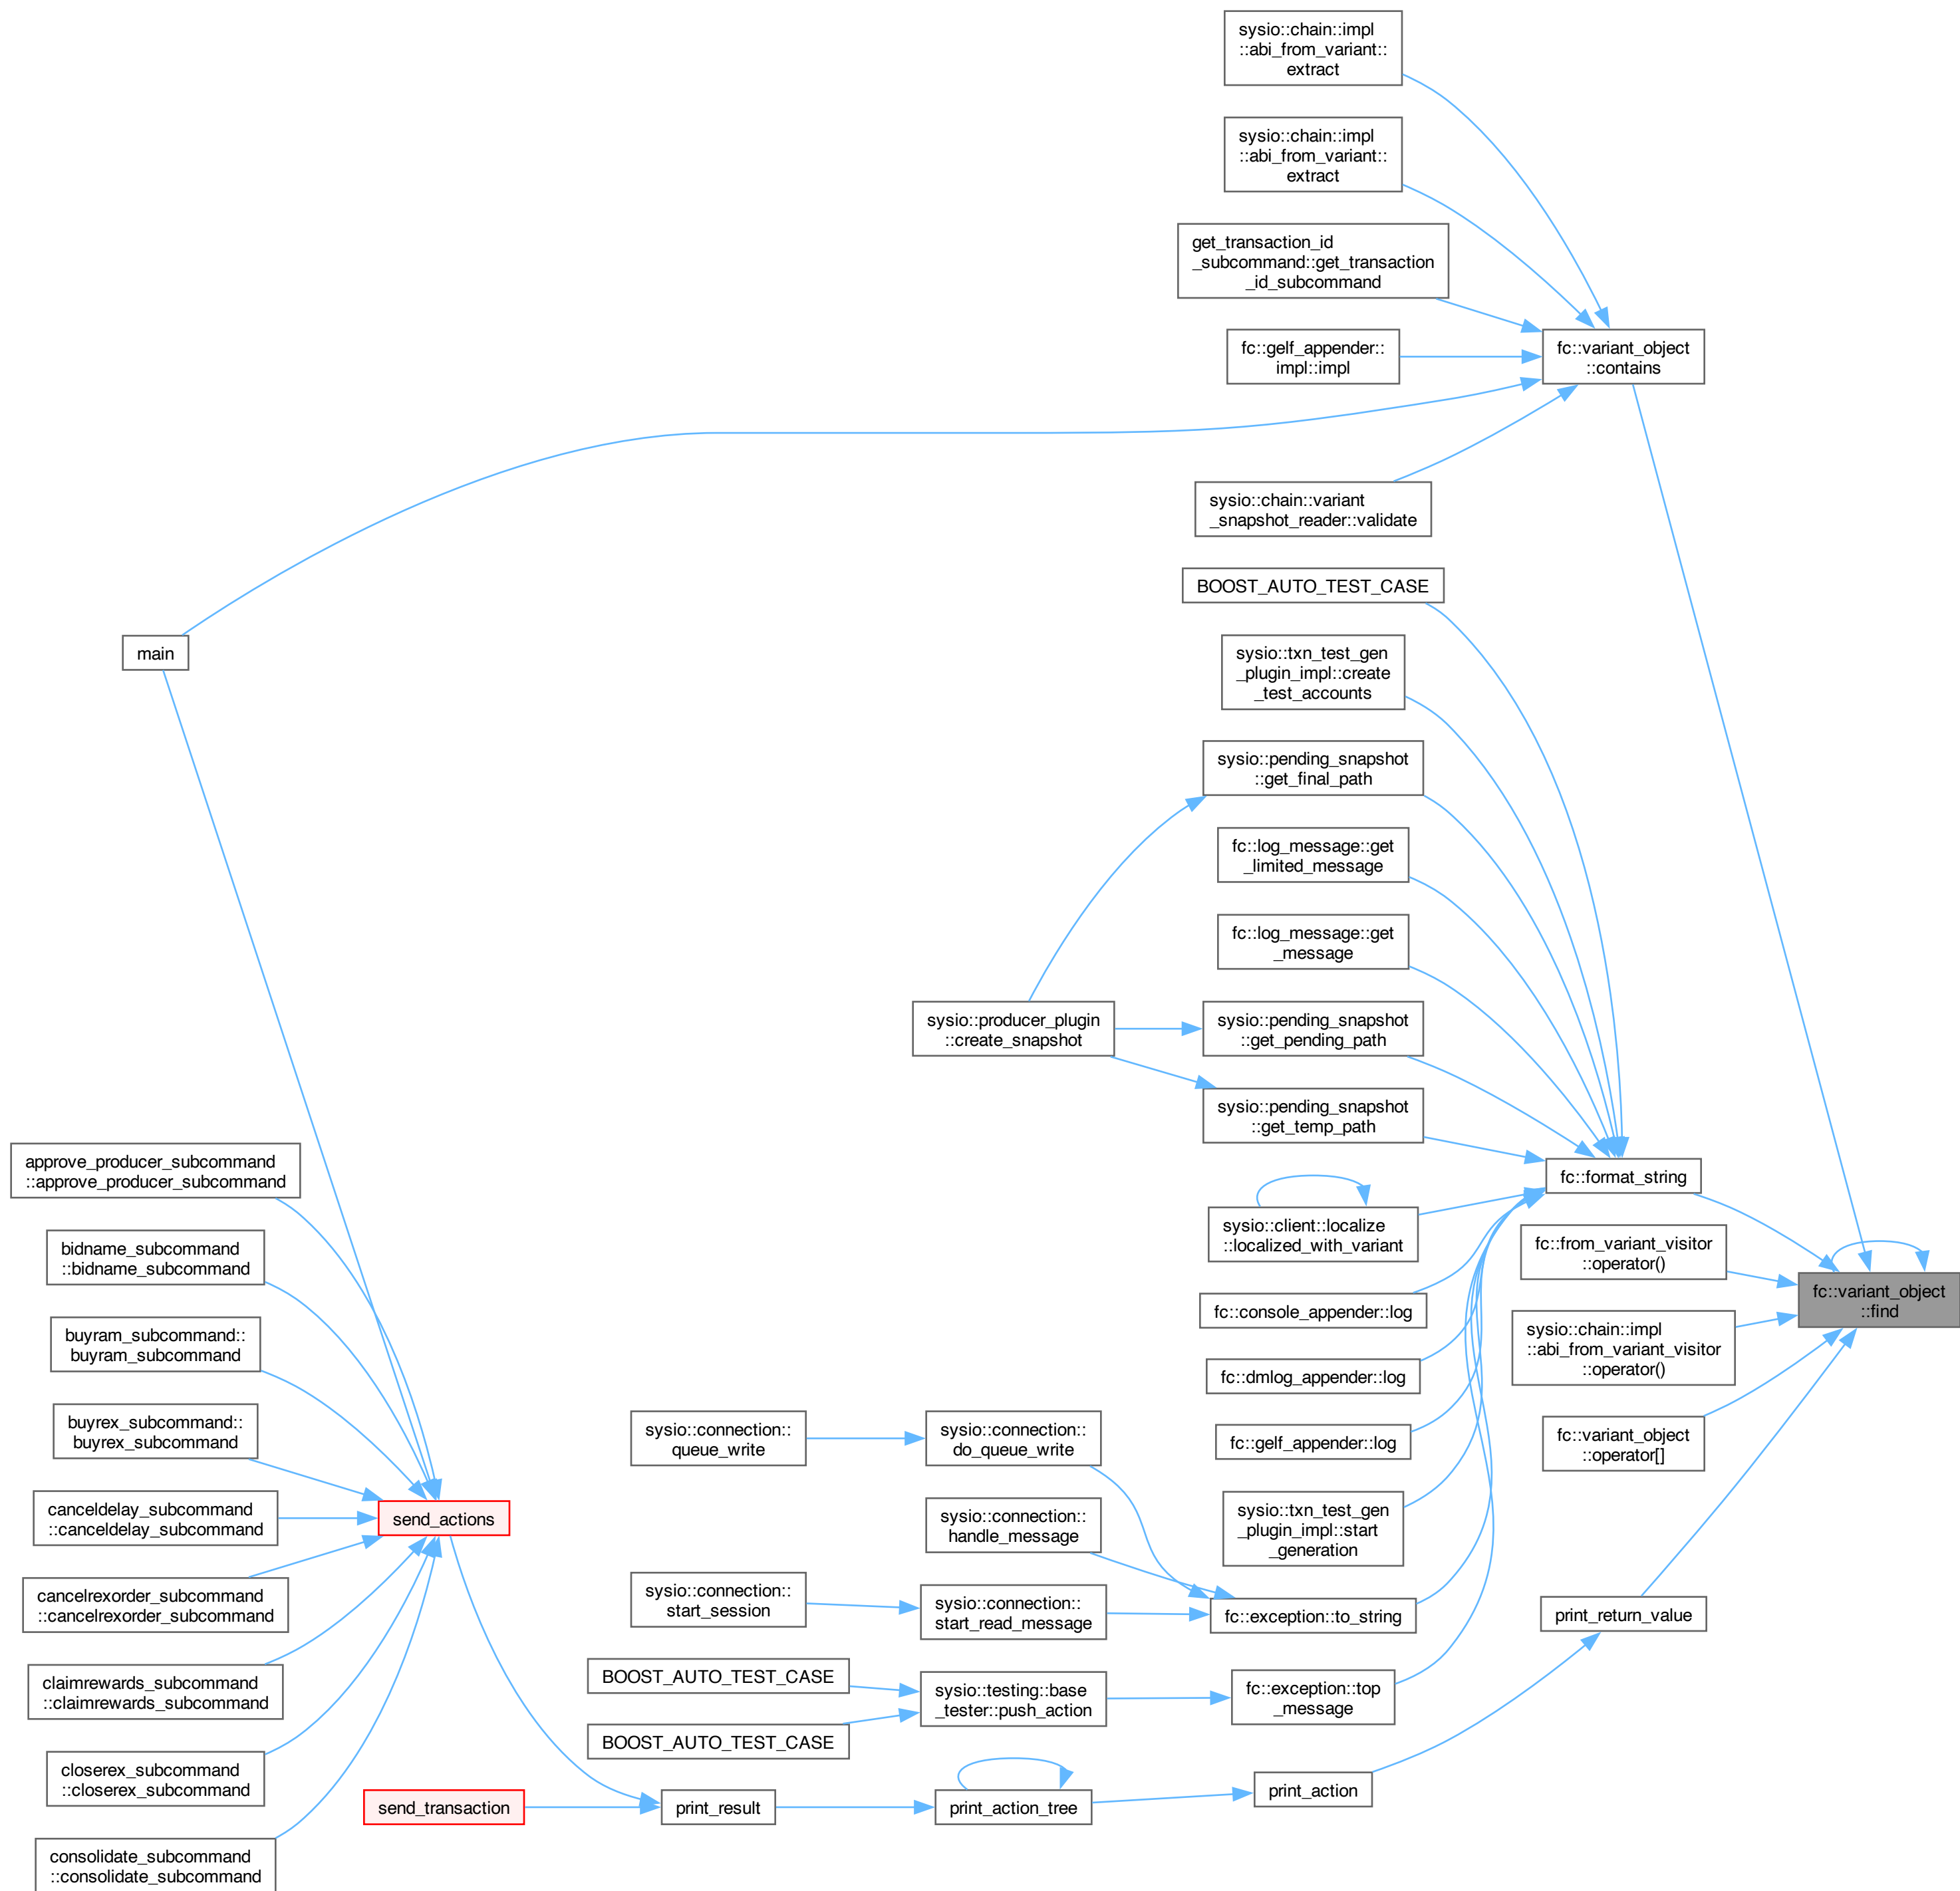 sysio::chain::impl
::abi_from_variant::
extract
sysio::chain::impl
::abi_from_variant::
extract
get_transaction_id
_subcommand::get_transaction
_id_subcommand
fc::gelf_appender::
impl::impl
fc::variant_object
::contains
sysio::chain::variant
_snapshot_reader::validate
BOOST_AUTO_TEST_CASE
main
sysio::txn_test_gen
_plugin_impl::create
_test_accounts
sysio::pending_snapshot
::get_final_path
fc::log_message::get
_limited_message
fc::log_message::get
_message
sysio::producer_plugin
::create_snapshot
sysio::pending_snapshot
::get_pending_path
sysio::pending_snapshot
::get_temp_path
approve_producer_subcommand
::approve_producer_subcommand
fc::format_string
sysio::client::localize
::localized_with_variant
bidname_subcommand
::bidname_subcommand
fc::from_variant_visitor
::operator()
fc::variant_object
::find
fc::console_appender::log
buyram_subcommand::
buyram_subcommand
sysio::chain::impl
::abi_from_variant_visitor
::operator()
fc::dmlog_appender::log
buyrex_subcommand::
buyrex_subcommand
sysio::connection::
queue_write
sysio::connection::
do_queue_write
fc::gelf_appender::log
fc::variant_object
::operator[]
canceldelay_subcommand
::canceldelay_subcommand
send_actions
sysio::connection::
handle_message
sysio::txn_test_gen
_plugin_impl::start
_generation
cancelrexorder_subcommand
::cancelrexorder_subcommand
sysio::connection::
start_session
sysio::connection::
start_read_message
fc::exception::to_string
print_return_value
claimrewards_subcommand
::claimrewards_subcommand
BOOST_AUTO_TEST_CASE
sysio::testing::base
_tester::push_action
fc::exception::top
_message
BOOST_AUTO_TEST_CASE
closerex_subcommand
::closerex_subcommand
send_transaction
print_result
print_action_tree
print_action
consolidate_subcommand
::consolidate_subcommand